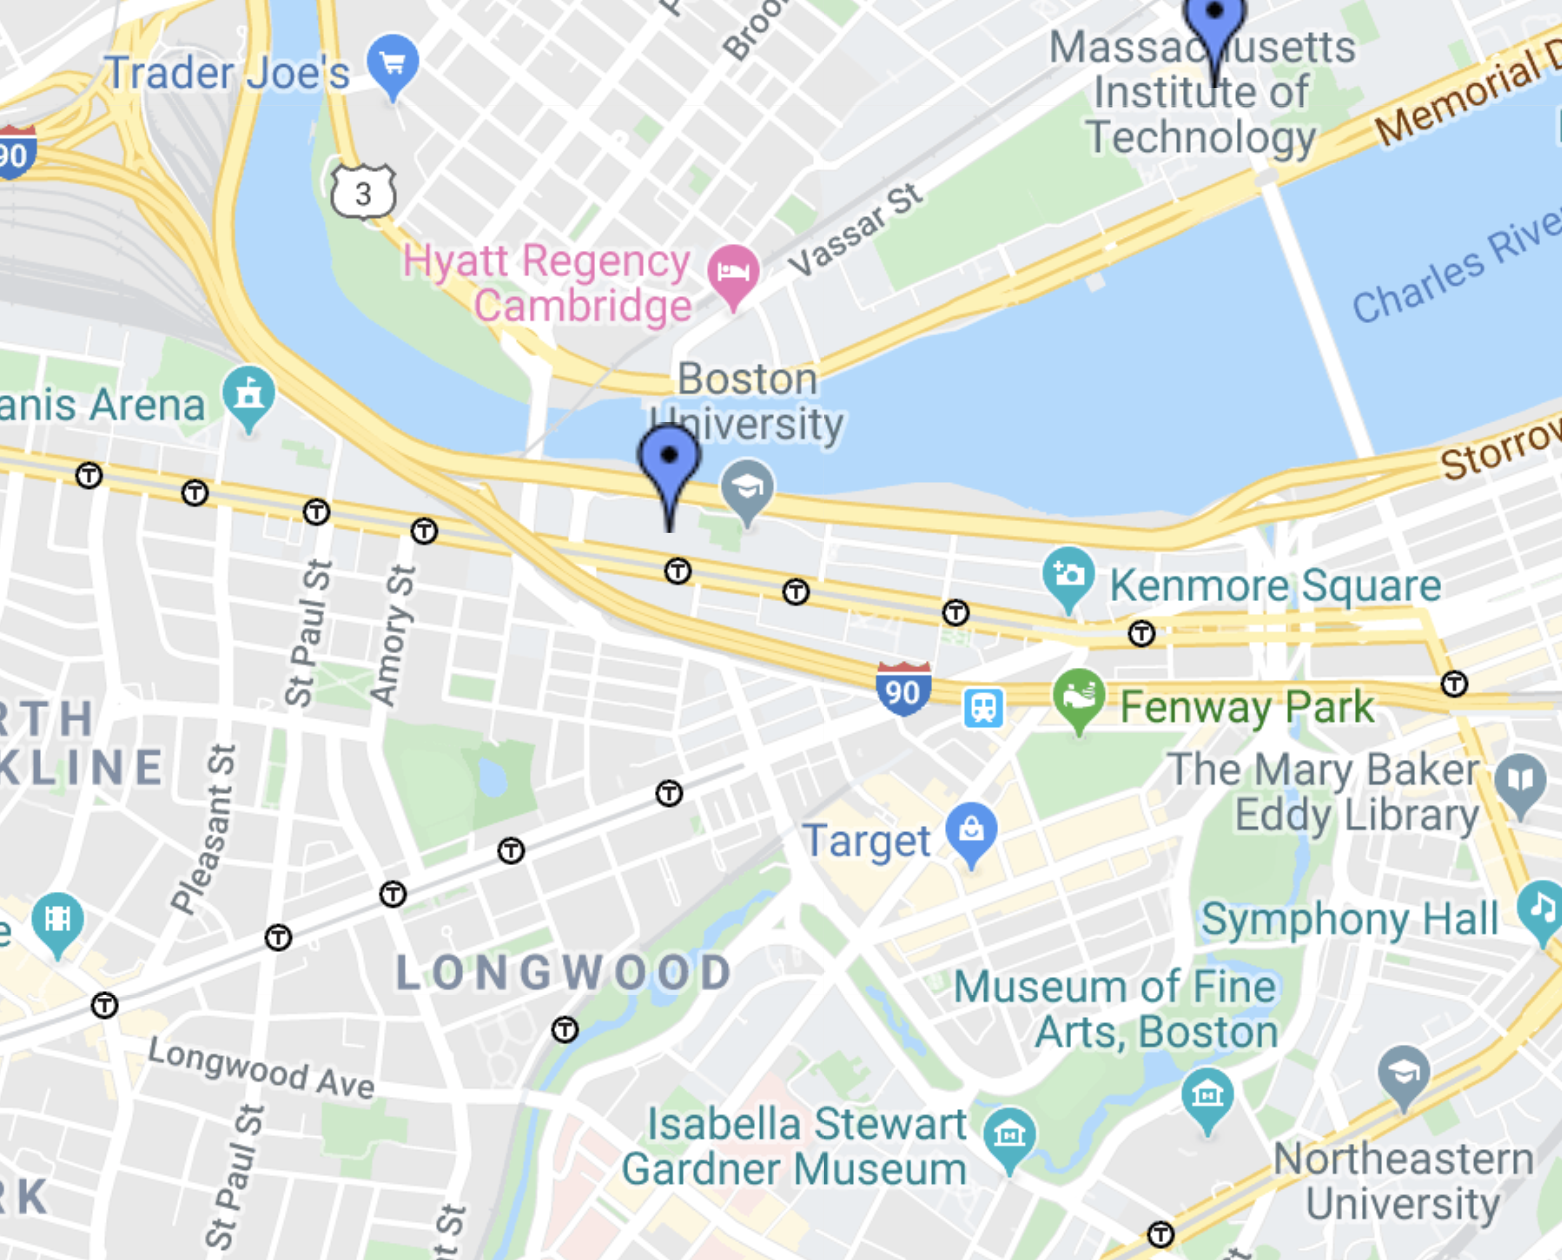 Trader Joe's
90
3
Massachusetts
Institute of
Technology
Memorial D
Vassar St
Hyatt Regency
Cambridge
Charles Rive
Boston
University
anis Arena
Storrow
T
T
T
T
T
T
T
T
T
Kenmore Square
St Paul St
Amory St
90
Fenway Park
RTH
KLINE
Pleasant St
The Mary Baker
Eddy Library
T
T
T
T
T
T
Target
e
Symphony Hall
LONGWOOD
Museum of Fine
Arts, Boston
Longwood Ave
Isabella Stewart
Gardner Museum
Northeastern
University
RK
St Paul St
t St
T